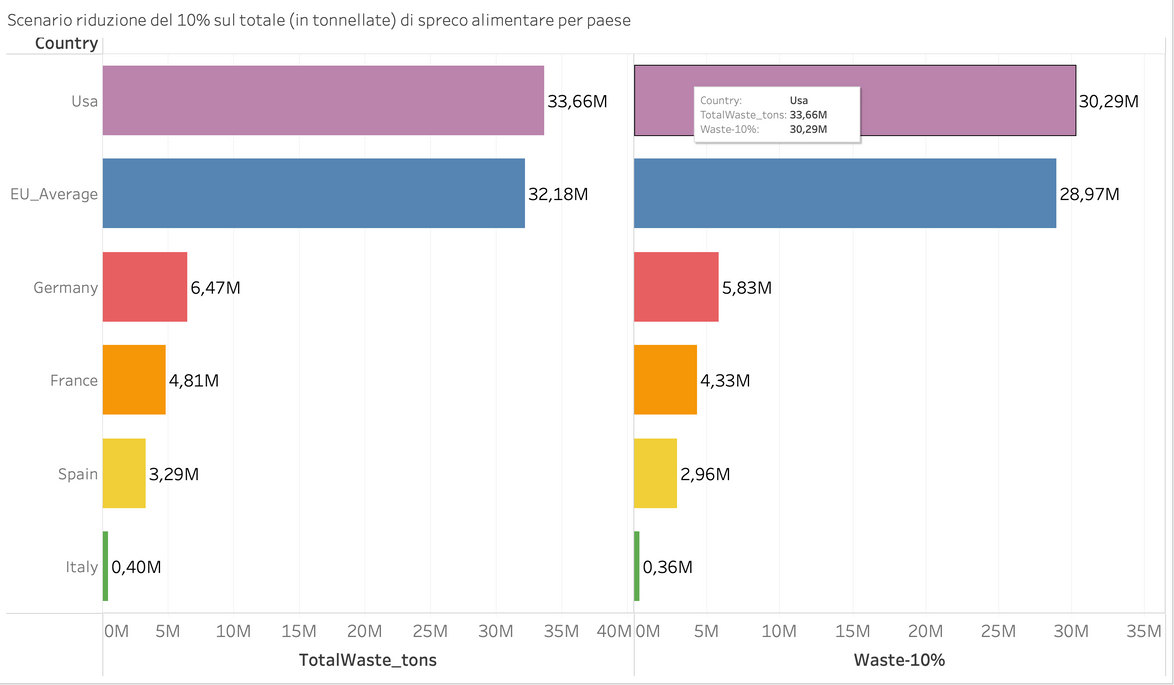 Scenario riduzione del 10% sul totale (in tonnellate) di spreco alimentare per paese
Country
Usa 33,66M 30,29M
Country: Usa
TotalWaste_tons: 33,66M
Waste-10%: 30,29M
EU_Average 32,18M 28,97M
Germany 6,47M 5,83M
France 4,81M 4,33M
Spain 3,29M 2,96M
Italy 0,40M 0,36M
0M 5M 10M 15M 20M 25M 30M 35M 40M 0M 5M 10M 15M 20M 25M 30M 35M
TotalWaste_tons Waste-10%